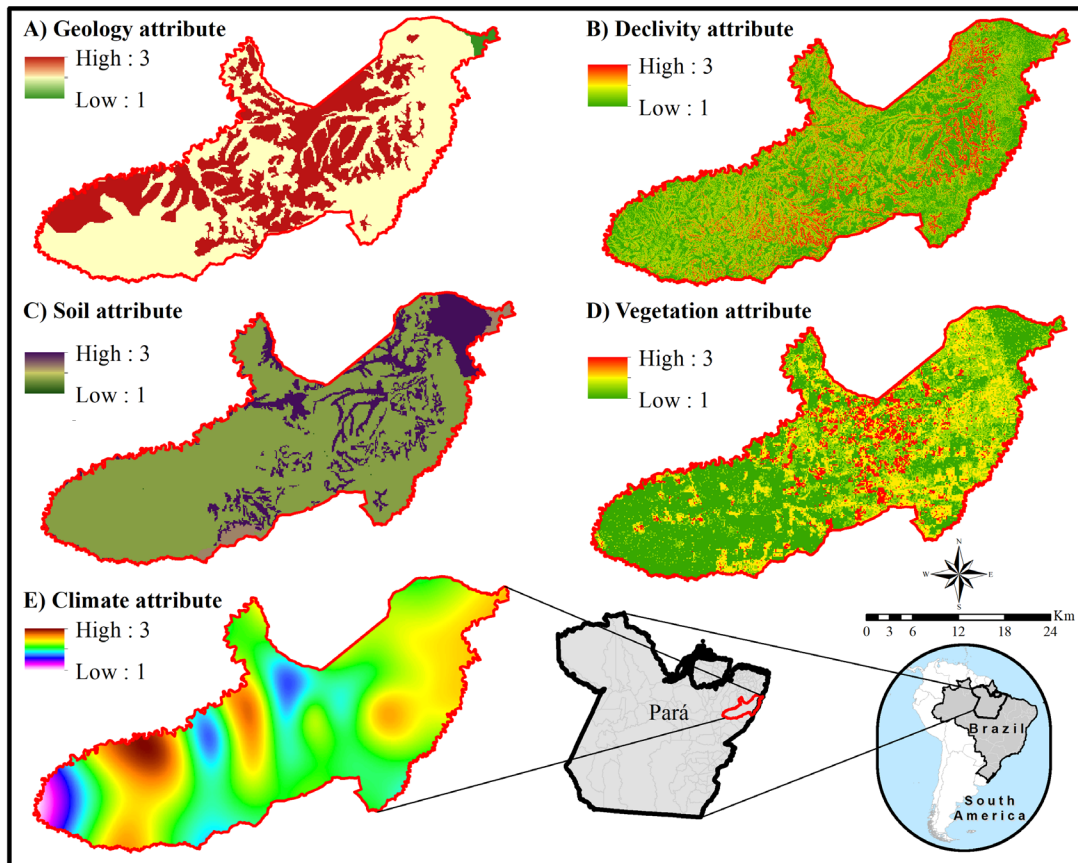 A) Geology attribute
High : 3
Low : 1
B) Declivity attribute
High : 3
Low : 1
C) Soil attribute
High : 3
Low : 1
D) Vegetation attribute
High : 3
Low : 1
E) Climate attribute
High : 3
Low : 1
N
W E
S
Km
0 3 6 12 18 24
Pará
Brazil
South
America